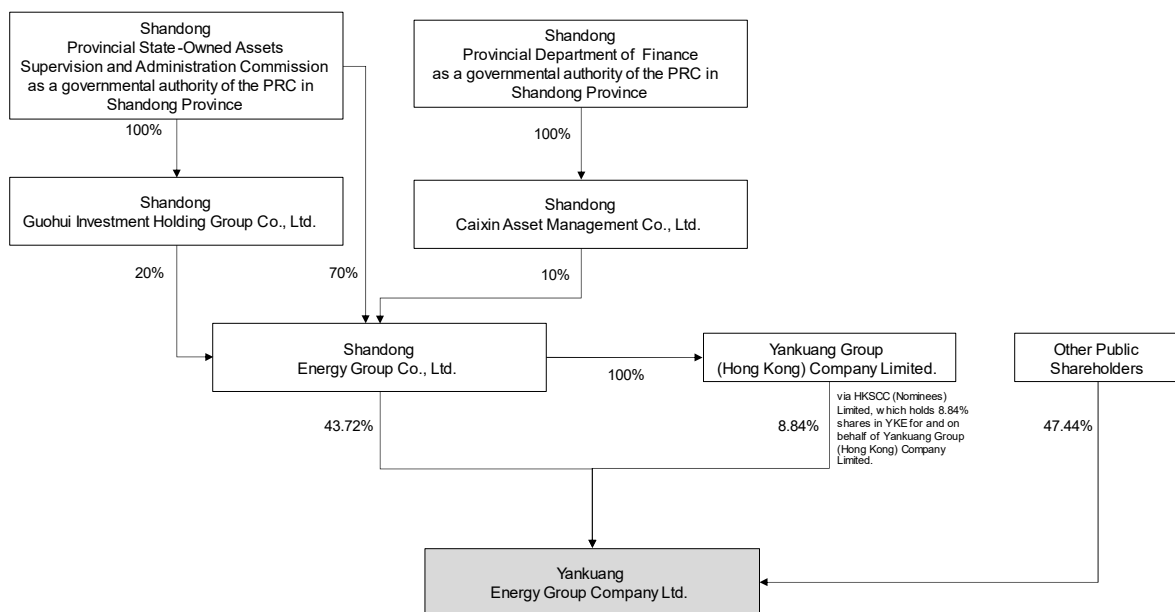 Shandong
Provincial State-Owned Assets
Supervision and Administration Commission
as a governmental authority of the PRC in
Shandong Province
Shandong
Provincial Department of Finance
as a governmental authority of the PRC in
Shandong Province
100%
100%
Shandong
Guohui Investment Holding Group Co., Ltd.
Shandong
Caixin Asset Management Co., Ltd.
20%
70%
10%
Shandong
Energy Group Co., Ltd.
100%
Yankuang Group
(Hong Kong) Company Limited.
Other Public
Shareholders
43.72%
8.84%
via HKSCC (Nominees)
Limited, which holds 8.84%
shares in YKE for and on
behalf of Yankuang Group
(Hong Kong) Company
Limited.
47.44%
Yankuang
Energy Group Company Ltd.